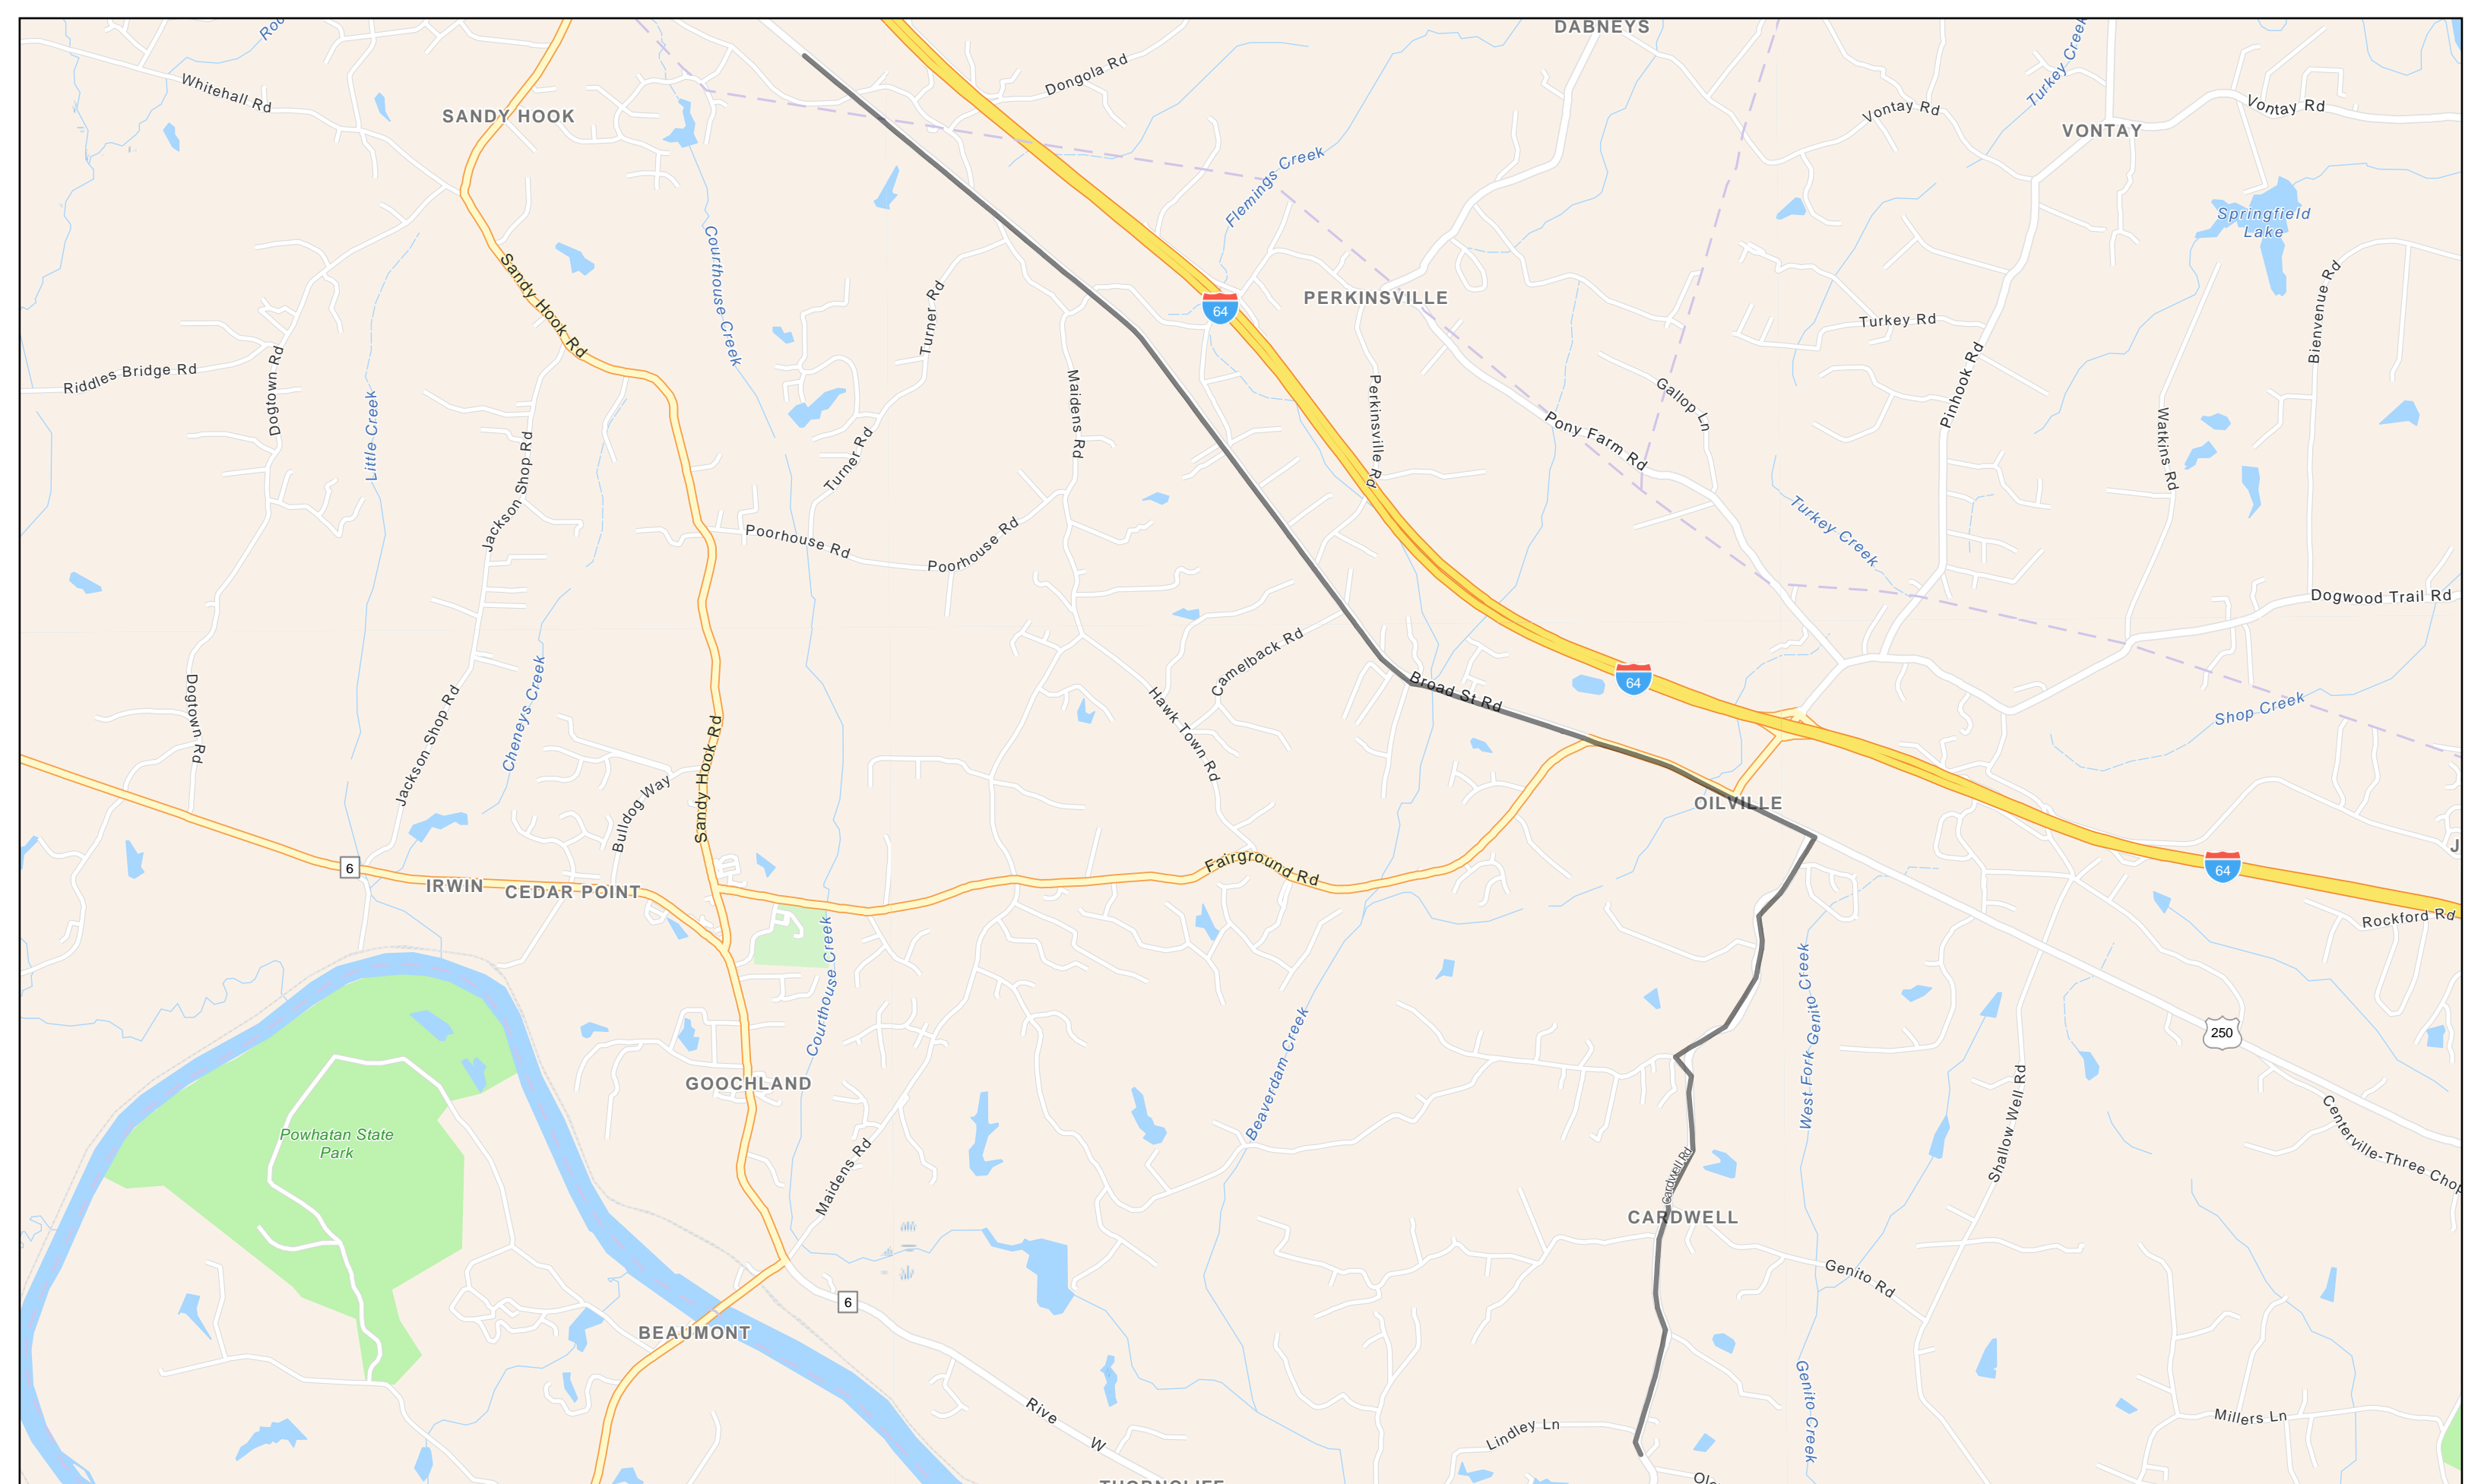 DABNEYS
Whitehall Rd
SANDY HOOK
Dongola Rd
Vontay Rd
Turkey Creek
VONTAY
Vontay Rd
Flemings Creek
Springfield
Lake
Courthouse Creek
Sandy Hook Rd
Turner Rd
64
PERKINSVILLE
Turkey Rd
Bienvenue Rd
Riddles Bridge Rd
Dogtown Rd
Little Creek
Jackson Shop Rd
Turner Rd
Maidens Rd
Perkinsville Rd
Pony Farm Rd
Gallop Ln
Pinhook Rd
Watkins Rd
Poorhouse Rd
Poorhouse Rd
Turkey Creek
Dogwood Trail Rd
Dogtown Rd
Jackson Shop Rd
Cheneys Creek
Sandy Hook Rd
Hawk Town Rd
Camelback Rd
Broad St Rd
64
Shop Creek
Bulldog Way
OILVILLE
6
IRWIN
CEDAR POINT
Fairground Rd
64
Rockford Rd
Courthouse Creek
Beaverdam Creek
West Fork Genito Creek
250
GOOCHLAND
Powhatan State
Park
Maidens Rd
Cardwell Rd
CARDWELL
Shallow Well Rd
Centerville-Three Chop
Genito Rd
6
BEAUMONT
Rive
W
Lindley Ln
Genito Creek
Millers Ln